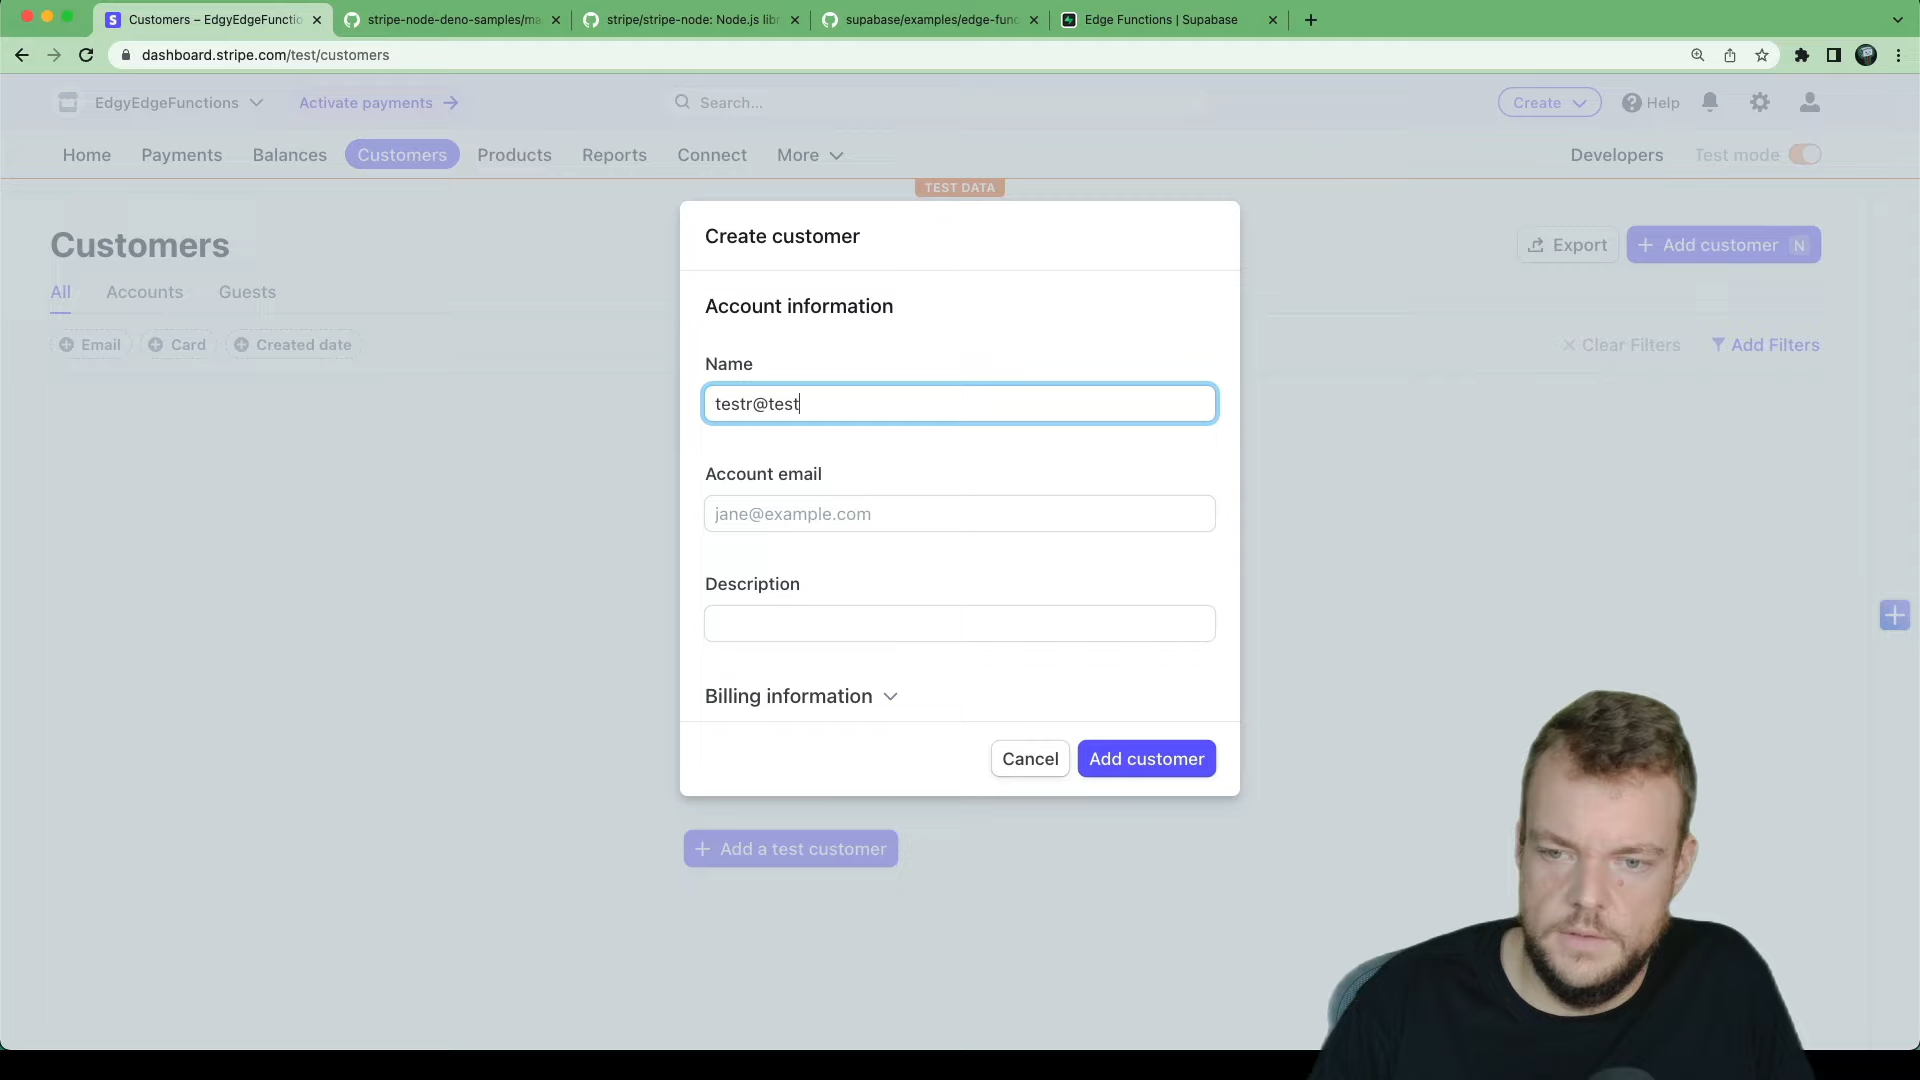 Customers – EdgyEdgeFunctio
stripe-node-deno-samples/ma
stripe/stripe-node: Node.js libr
supabase/examples/edge-func
Edge Functions | Supabase
dashboard.stripe.com/test/customers
EdgyEdgeFunctions
Activate payments
Search...
Create
Help
Home
Payments
Balances
Customers
Products
Reports
Connect
More
Developers
Test mode
TEST DATA
Customers
Export
Add customer N
All
Accounts
Guests
Email
Card
Created date
Clear Filters
Add Filters
Create customer
Account information
Name
testr@test
Account email
jane@example.com
Description
Billing information
Cancel
Add customer
Add a test customer